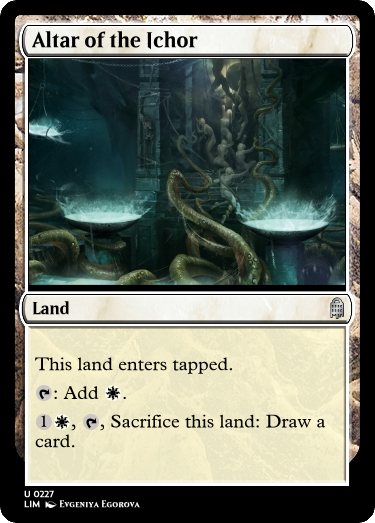 Altar of the Ichor
Land
This land enters tapped.
: Add .
1 , , Sacrifice this land: Draw a
card.
U 0227
LIM Evgeniya Egorova